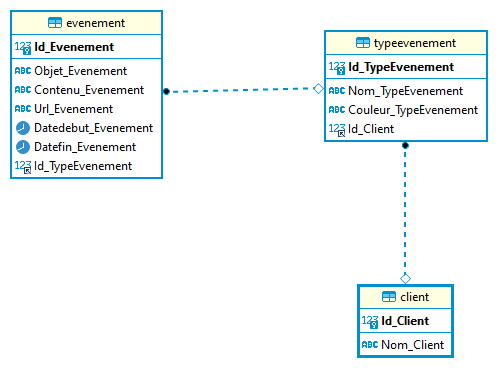 evenement
123 Id_Evenement
ABC Objet_Evenement
ABC Contenu_Evenement
ABC Url_Evenement
Datedebut_Evenement
Datefin_Evenement
123 Id_TypeEvenement
typeevenement
123 Id_TypeEvenement
ABC Nom_TypeEvenement
ABC Couleur_TypeEvenement
123 Id_Client
client
123 Id_Client
ABC Nom_Client